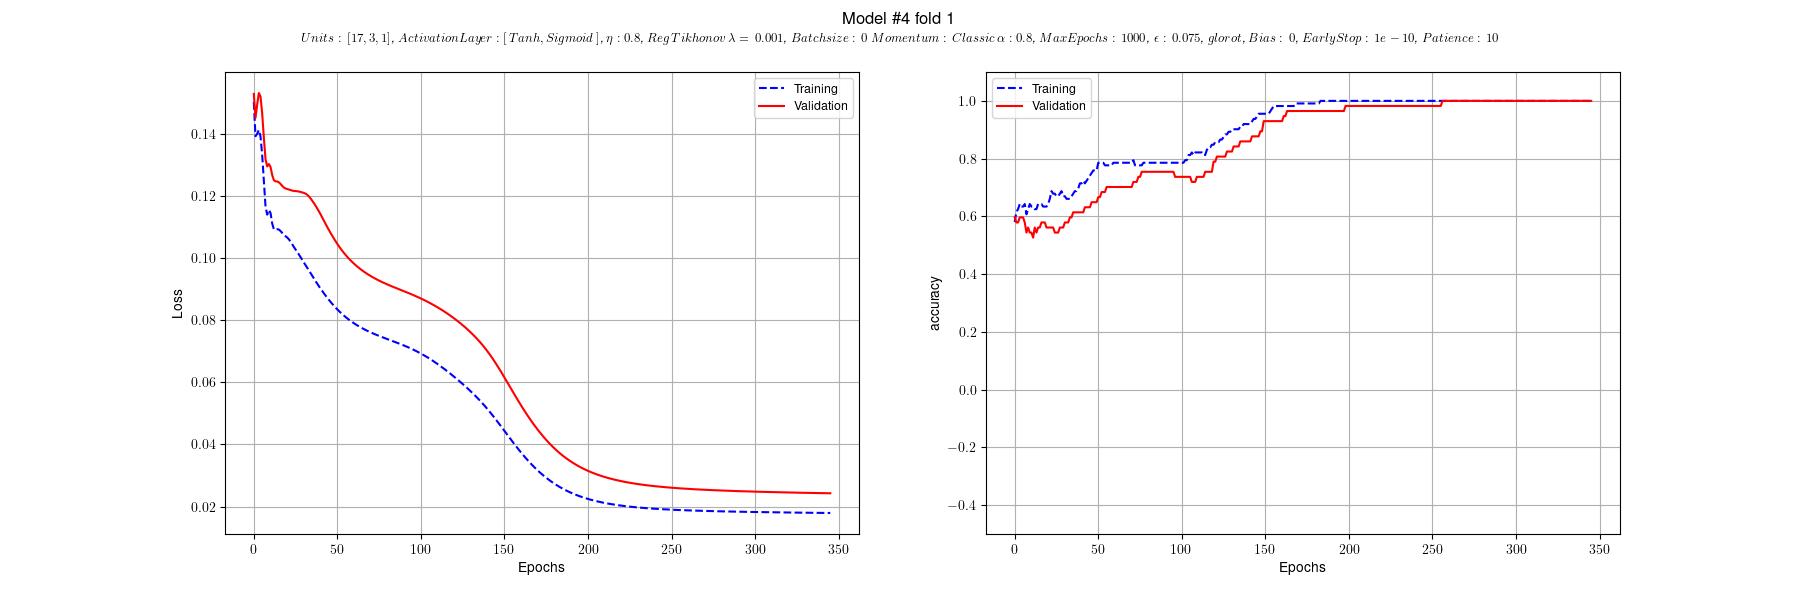 Model #4 fold 1
Units : [17, 3, 1], ActivationLayer : [Tanh, Sigmoid], η : 0.8, RegTikhonov λ = 0.001, Batchsize : 0 Momentum : Classic α : 0.8, MaxEpochs : 1000, ϵ : 0.075, glorot, Bias : 0, EarlyStop : 1e − 10, Patience : 10
Training
Validation
0.14
0.12
0.10
0.08
0.06
0.04
0.02
Loss
0 50 100 150 200 250 300 350
Epochs
Training
Validation
1.0
0.8
0.6
0.4
0.2
0.0
−0.2
−0.4
accuracy
0 50 100 150 200 250 300 350
Epochs